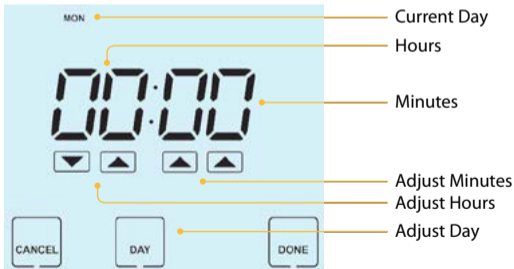 MON
Current Day
Hours
00:00
Minutes
Adjust Minutes
Adjust Hours
Adjust Day
CANCEL
DAY
DONE